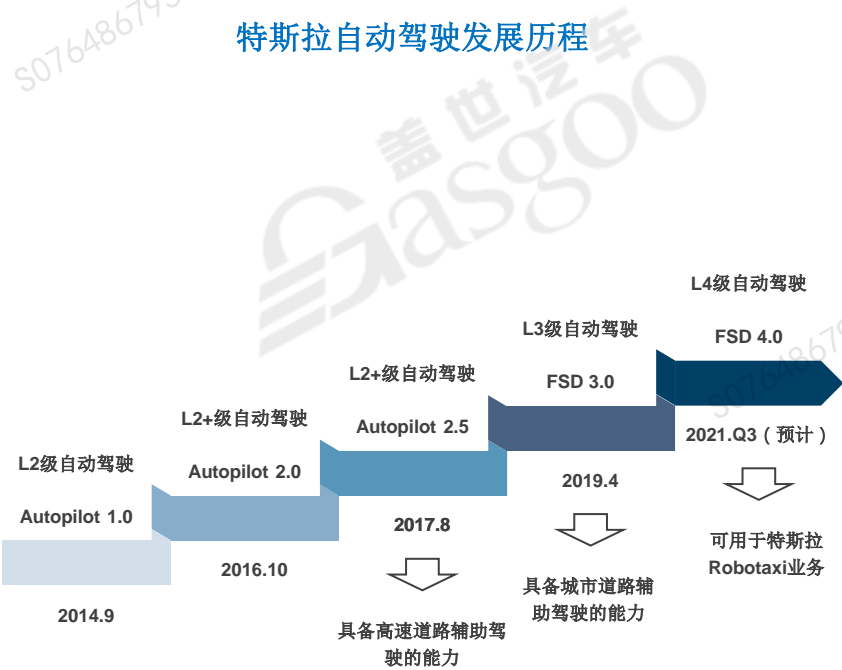 特斯拉自动驾驶发展历程
S076486795
盖世汽车
Gasgoo
L2级自动驾驶
Autopilot 1.0
2014.9
L2+级自动驾驶
Autopilot 2.0
2016.10
L2+级自动驾驶
Autopilot 2.5
2017.8
具备高速道路辅助驾
驶的能力
L3级自动驾驶
FSD 3.0
2019.4
具备城市道路辅
助驾驶的能力
L4级自动驾驶
FSD 4.0
2021.Q3（预计）
可用于特斯拉
Robotaxi业务